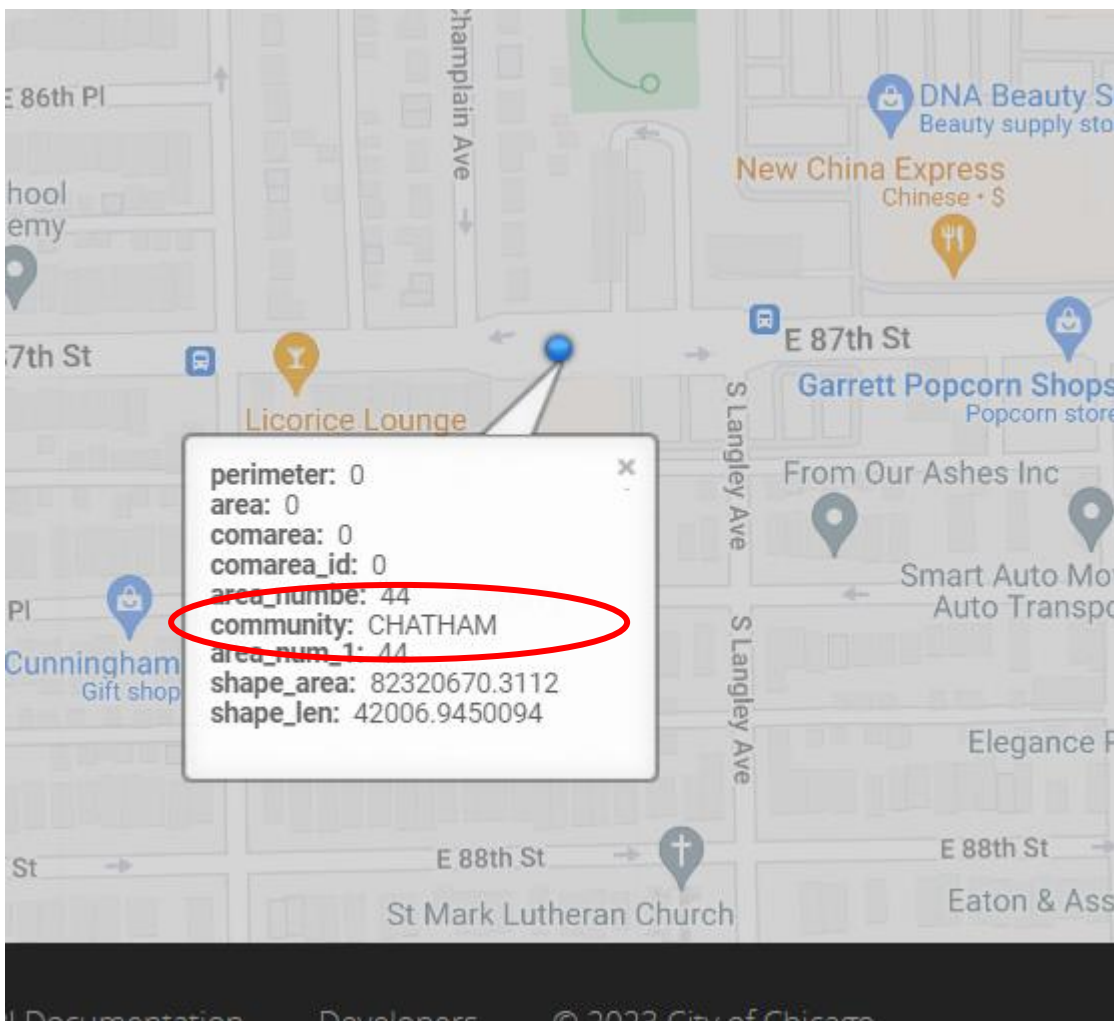 Champlain Ave
E 86th Pl
DNA Beauty S
Beauty supply sto
New China Express
Chinese • $
hool
emy
7th St
E 87th St
Garrett Popcorn Shops
Popcorn store
Licorice Lounge
S Langley Ave
perimeter: 0
area: 0
comarea: 0
comarea_id: 0
area_numbe: 44
community: CHATHAM
area_num_1: 44
shape_area: 82320670.3112
shape_len: 42006.9450094
From Our Ashes Inc
Smart Auto Mo
Auto Transpo
Pl
Cunningham
Gift shop
S Langley Ave
Elegance
E 88th St
E 88th St
St
St Mark Lutheran Church
Eaton & Ass
Documentation
Developers
© 2023 City of Chicago